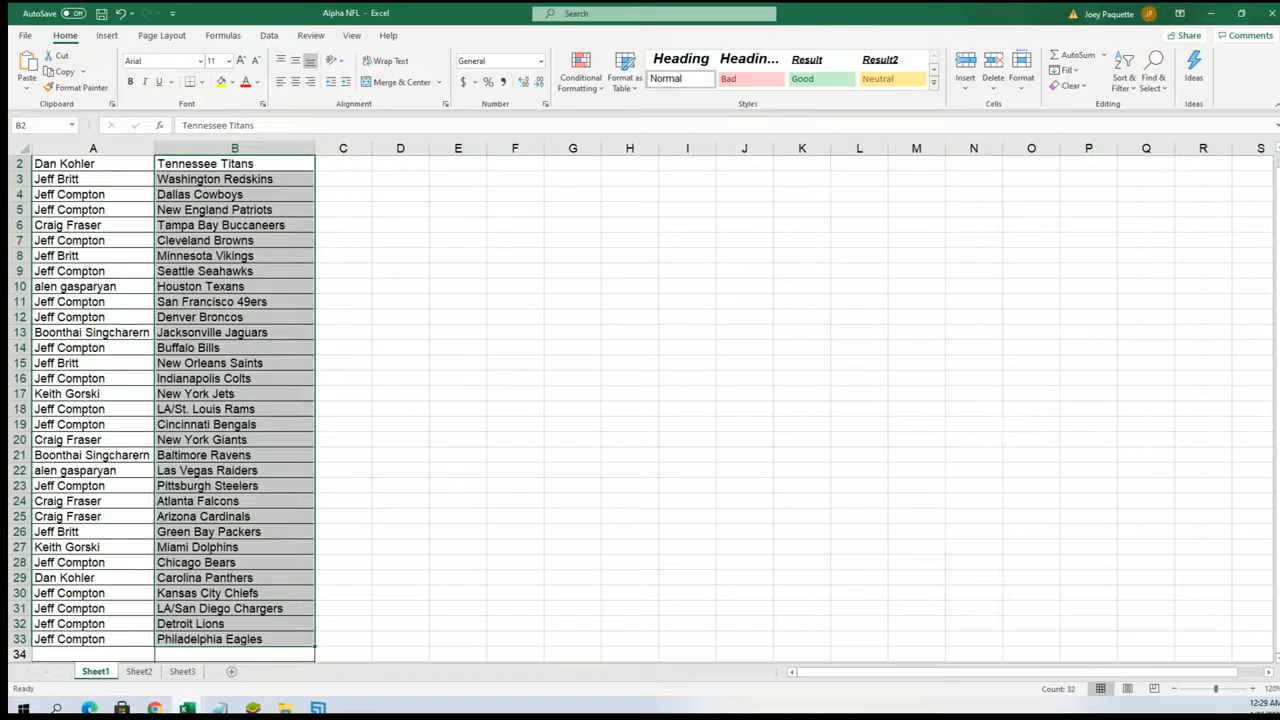 AutoSave Off Alpha NFL - Excel Search Joey Paquette JP
File Home Insert Page Layout Formulas Data Review View Help Share Comments
Cut AutoSum
Paste Copy Arial 11 Wrap Text General Heading Headin... Result Result2 Fill
Format Painter Merge & Center Normal Bad Good Neutral Clear
Conditional Formatting Format as Table Insert Delete Format Sort & Filter Find & Select Ideas
Clipboard Font Alignment Number Styles Cells Editing Ideas
B2 fx Tennessee Titans
A B C D E F G H I J K L M N O P Q R S
2 Dan Kohler Tennessee Titans
3 Jeff Britt Washington Redskins
4 Jeff Compton Dallas Cowboys
5 Jeff Compton New England Patriots
6 Craig Fraser Tampa Bay Buccaneers
7 Jeff Compton Cleveland Browns
8 Jeff Britt Minnesota Vikings
9 Jeff Compton Seattle Seahawks
10 alen gasparyan Houston Texans
11 Jeff Compton San Francisco 49ers
12 Jeff Compton Denver Broncos
13 Boonthai Singcharern Jacksonville Jaguars
14 Jeff Compton Buffalo Bills
15 Jeff Britt New Orleans Saints
16 Jeff Compton Indianapolis Colts
17 Keith Gorski New York Jets
18 Jeff Compton LA/St. Louis Rams
19 Jeff Compton Cincinnati Bengals
20 Craig Fraser New York Giants
21 Boonthai Singcharern Baltimore Ravens
22 alen gasparyan Las Vegas Raiders
23 Jeff Compton Pittsburgh Steelers
24 Craig Fraser Atlanta Falcons
25 Craig Fraser Arizona Cardinals
26 Jeff Britt Green Bay Packers
27 Keith Gorski Miami Dolphins
28 Jeff Compton Chicago Bears
29 Dan Kohler Carolina Panthers
30 Jeff Compton Kansas City Chiefs
31 Jeff Compton LA/San Diego Chargers
32 Jeff Compton Detroit Lions
33 Jeff Compton Philadelphia Eagles
34
Sheet1 Sheet2 Sheet3
Ready Count: 32 120%
12:29 AM